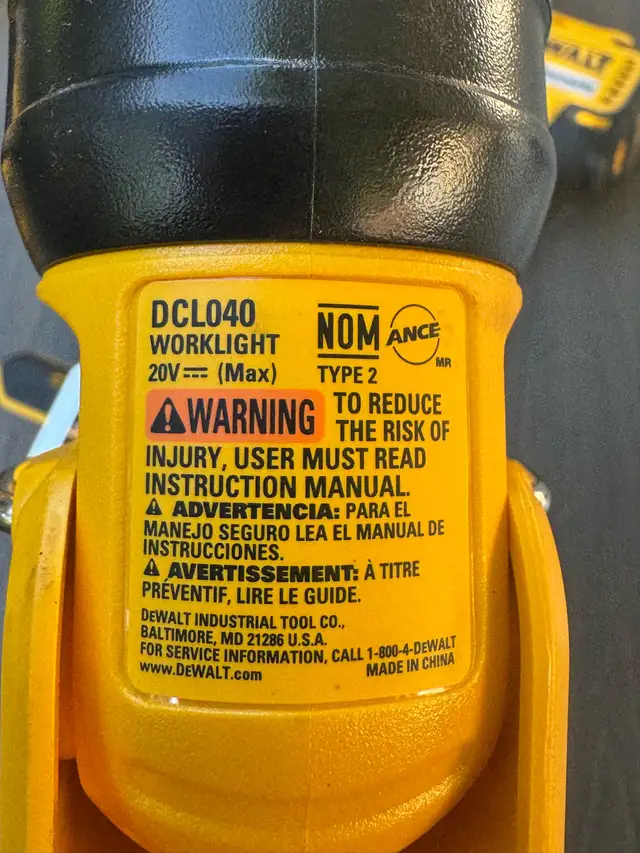 DEWALT
DCL040
WORKLIGHT
20V⎓ (Max)
NOM
ANCE
MR
TYPE 2
⚠WARNING TO REDUCE
THE RISK OF
INJURY, USER MUST READ
INSTRUCTION MANUAL.
⚠ ADVERTENCIA: PARA EL
MANEJO SEGURO LEA EL MANUAL DE
INSTRUCCIONES.
⚠ AVERTISSEMENT: À TITRE
PRÉVENTIF, LIRE LE GUIDE.
DeWALT INDUSTRIAL TOOL CO.,
BALTIMORE, MD 21286 U.S.A.
FOR SERVICE INFORMATION, CALL 1-800-4-DeWALT
www.DeWALT.com
MADE IN CHINA